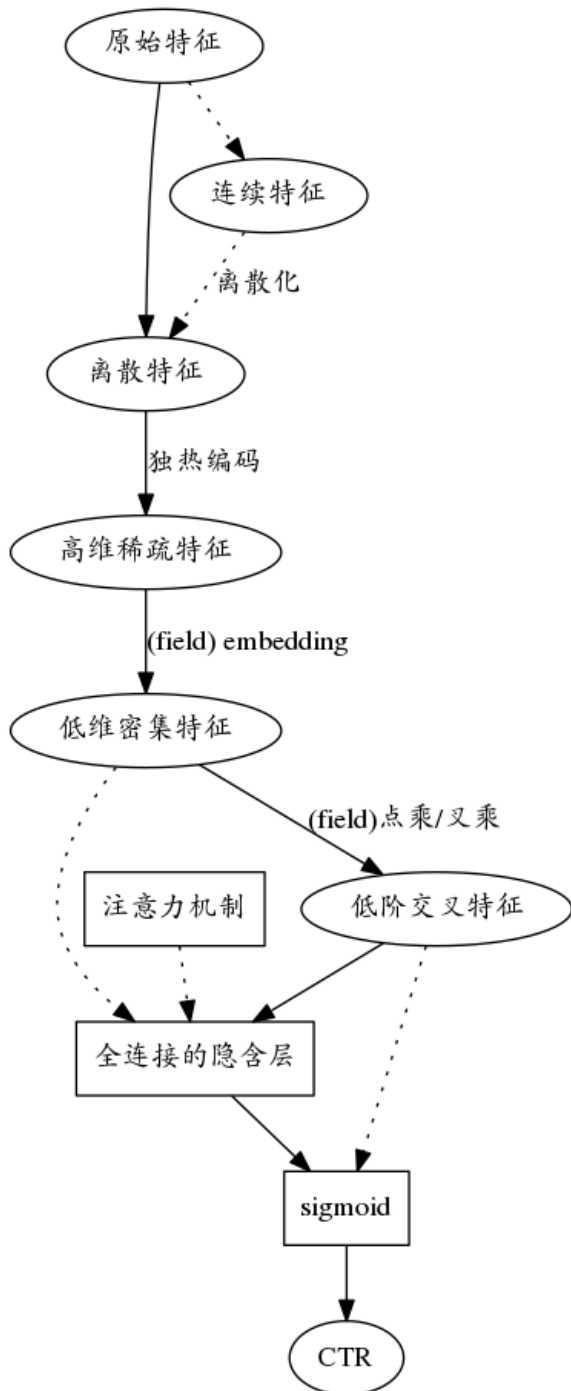 原始特征
连续特征
离散化
离散特征
独热编码
高维稀疏特征
(field) embedding
低维密集特征
(field)点乘/叉乘
注意力机制
低阶交叉特征
全连接的隐含层
sigmoid
CTR